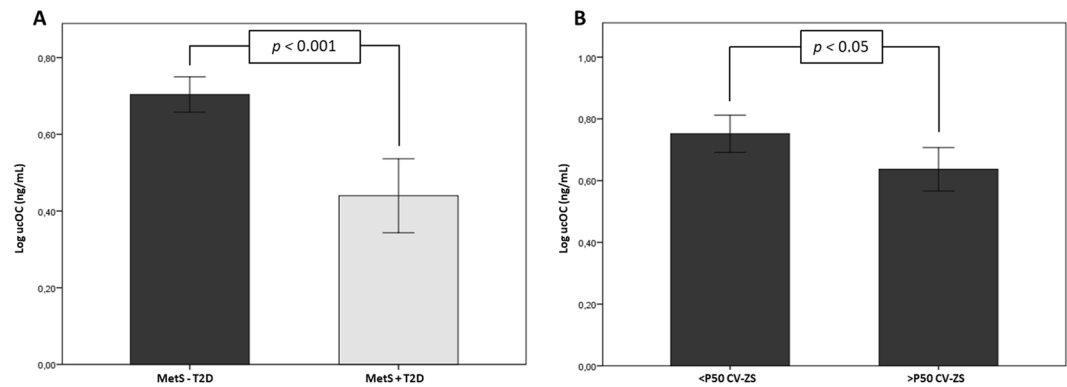 A
p < 0.001
0,80
0,60
0,40
0,20
0,00
Log ucOC (ng/mL)
MetS - T2D
MetS + T2D
B
p < 0.05
1,00
0,80
0,60
0,40
0,20
0,00
Log ucOC (ng/mL)
<P50 CV-ZS
>P50 CV-ZS